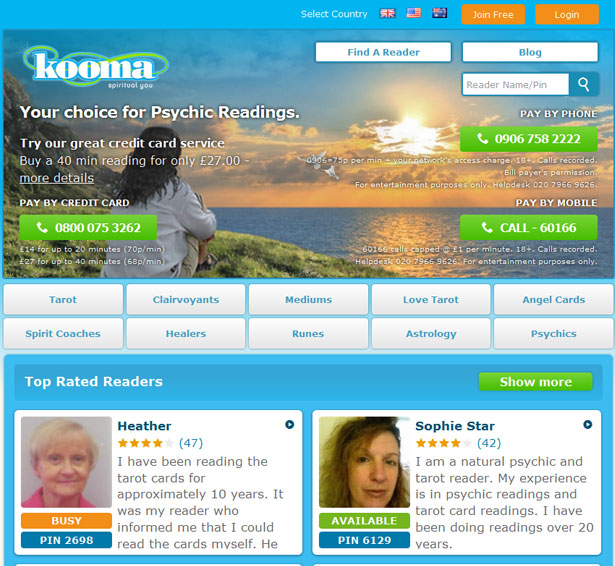 Select Country
Join Free
Login
kooma
spiritual you
Find A Reader
Blog
Reader Name/Pin
Your choice for Psychic Readings.
Try our great credit card service
Buy a 40 min reading for only £27.00 -
more details
PAY BY CREDIT CARD
0800 075 3262
£14 for up to 20 minutes (70p/min)
£27 for up to 40 minutes (68p/min)
PAY BY PHONE
0906 758 2222
0906=75p per min + your network's access charge. 18+. Calls recorded.
Bill payer's permission.
For entertainment purposes only. Helpdesk 020 7966 9626.
PAY BY MOBILE
CALL - 60166
60166 calls capped @ £1 per minute. 18+. Calls recorded.
Helpdesk 020 7966 9626. For entertainment purposes only.
Tarot
Clairvoyants
Mediums
Love Tarot
Angel Cards
Spirit Coaches
Healers
Runes
Astrology
Psychics
Top Rated Readers
Show more
Heather
(47)
I have been reading the
tarot cards for
approximately 10 years. It
was my reader who
informed me that I could
read the cards myself. He
BUSY
PIN 2698
Sophie Star
(42)
I am a natural psychic and
tarot reader. My experience
is in psychic readings and
tarot card readings. I have
been doing readings over 20
years.
AVAILABLE
PIN 6129